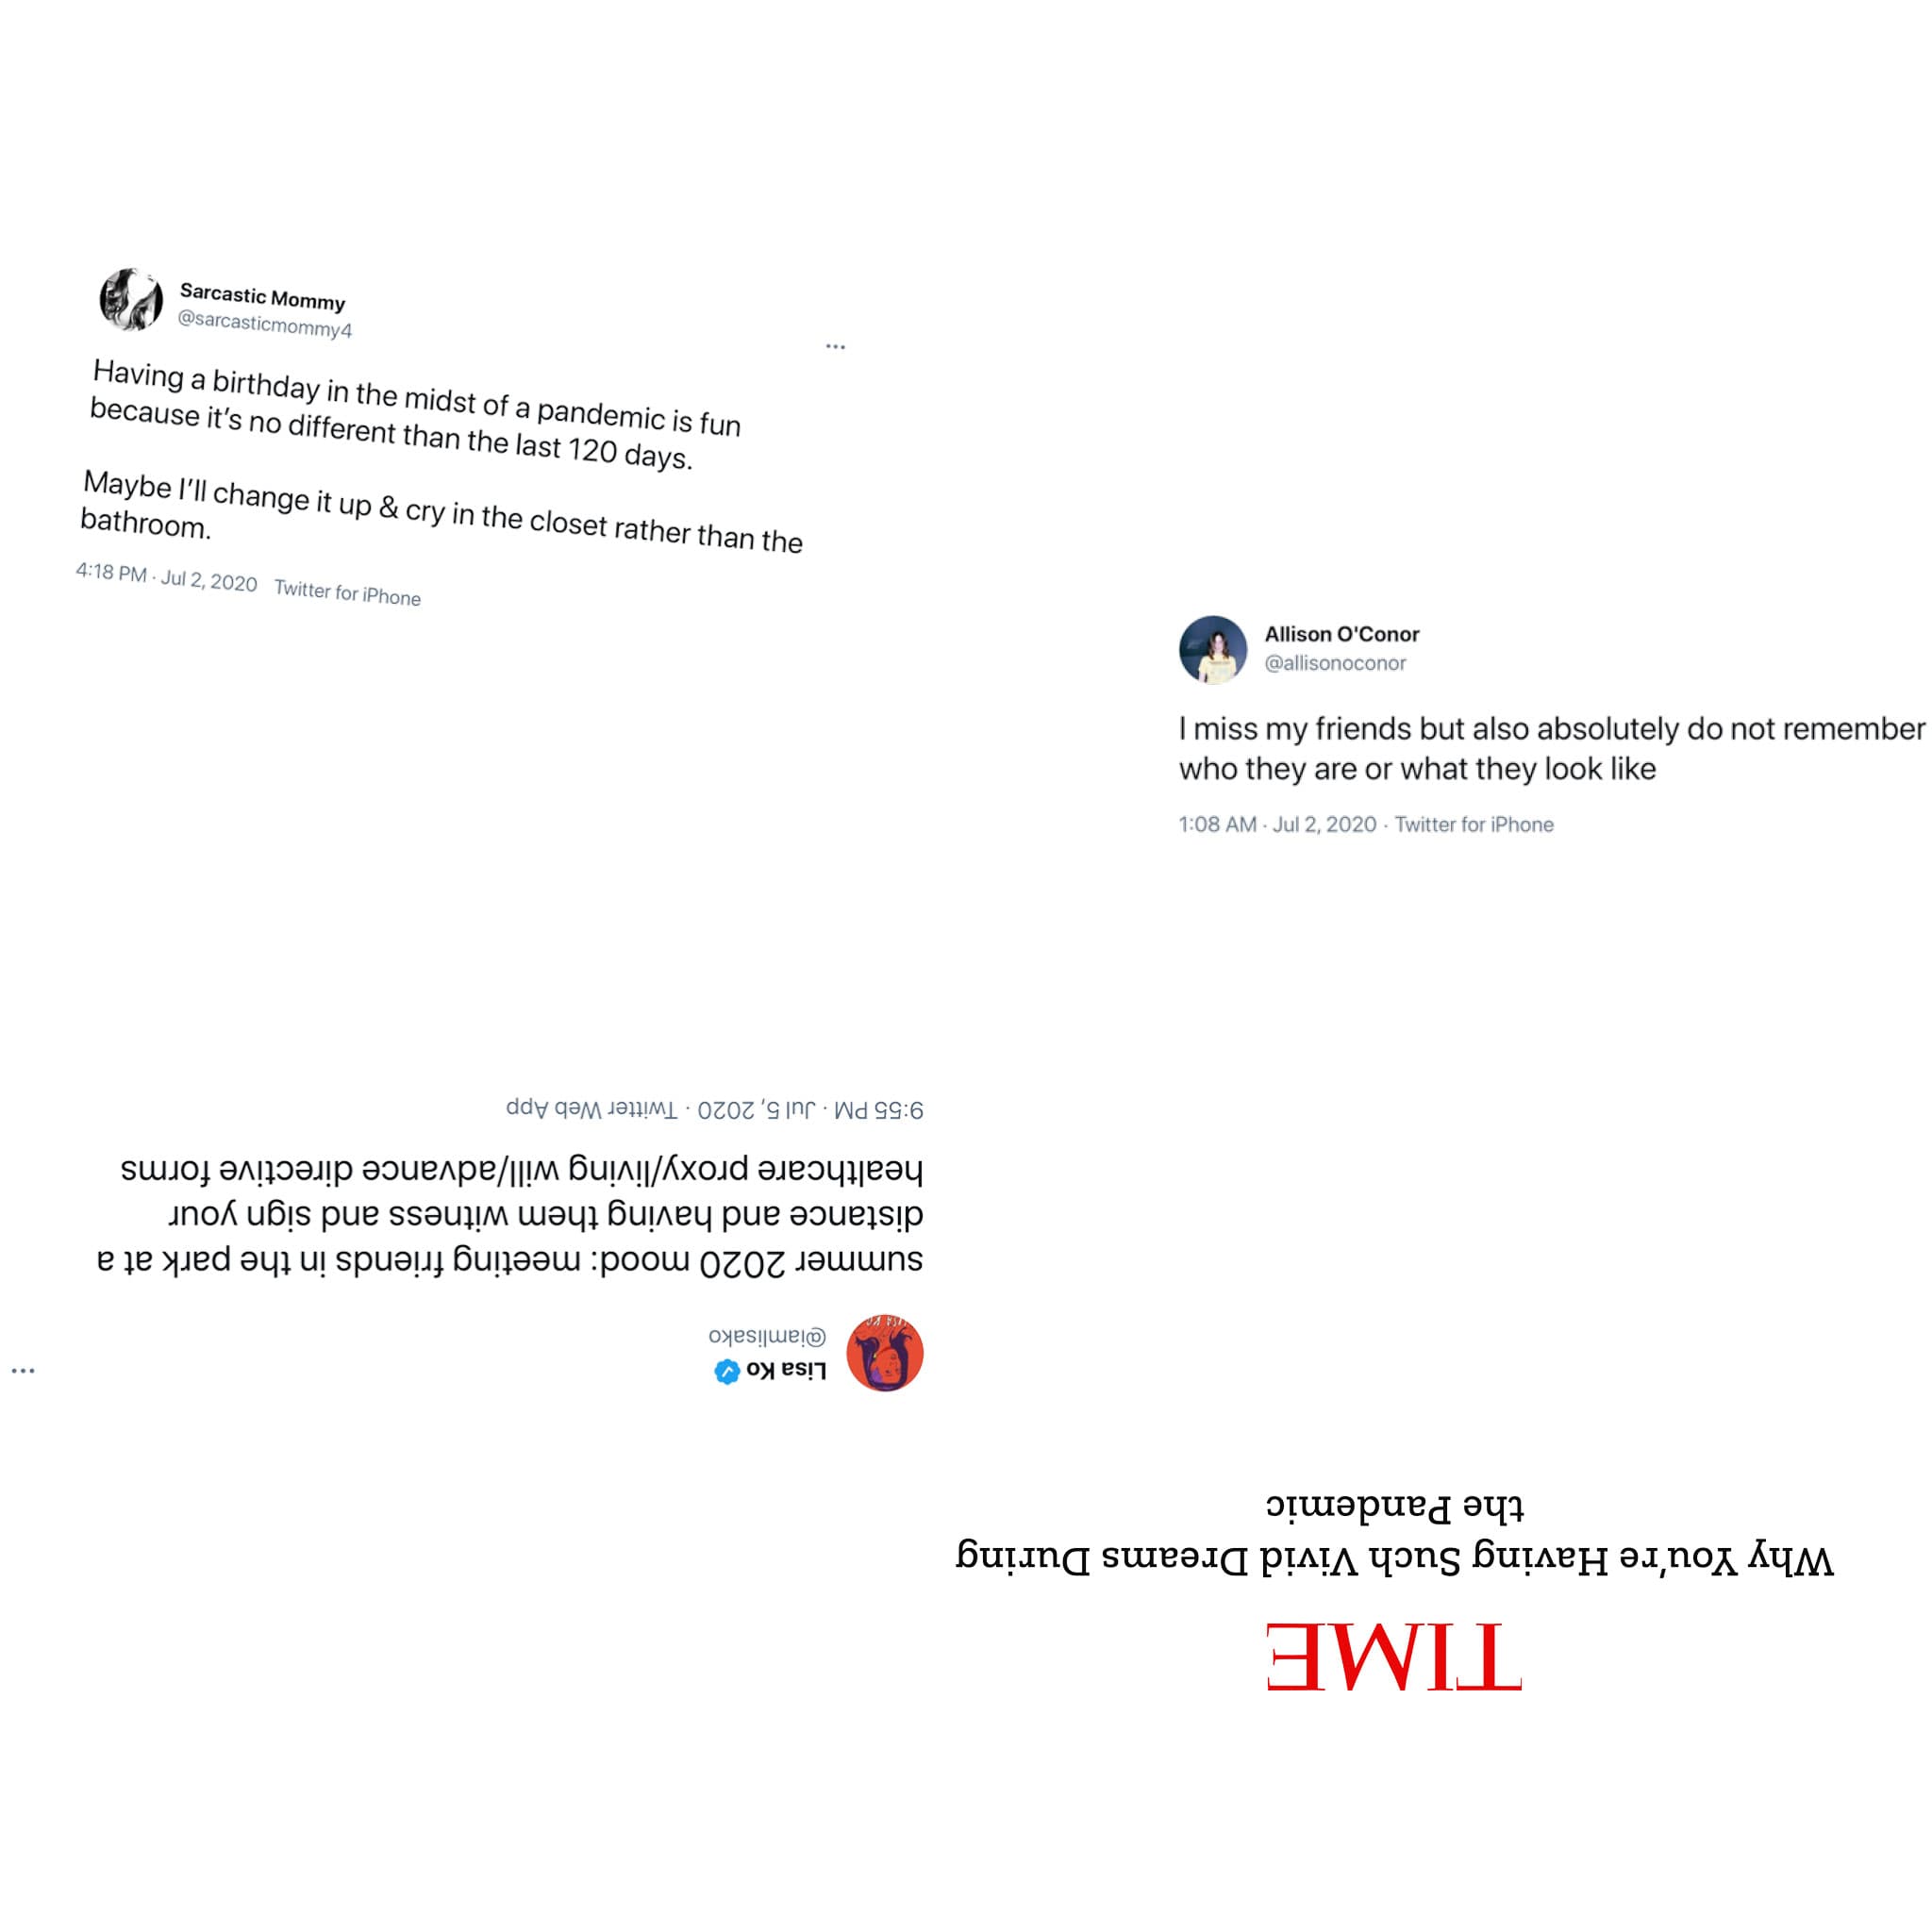 Sarcastic Mommy
@sarcasticmommy4
Having a birthday in the midst of a pandemic is fun
because it’s no different than the last 120 days.
Maybe I’ll change it up & cry in the closet rather than the
bathroom.
4:18 PM · Jul 2, 2020 Twitter for iPhone
Allison O'Conor
@allisonoconor
I miss my friends but also absolutely do not remember
who they are or what they look like
1:08 AM · Jul 2, 2020 · Twitter for iPhone
Lisa Ko
@iamlisako
summer 2020 mood: meeting friends in the park at a
distance and having them witness and sign your
healthcare proxy/living will/advance directive forms
9:55 PM · Jul 5, 2020 · Twitter Web App
TIME
Why You're Having Such Vivid Dreams During
the Pandemic